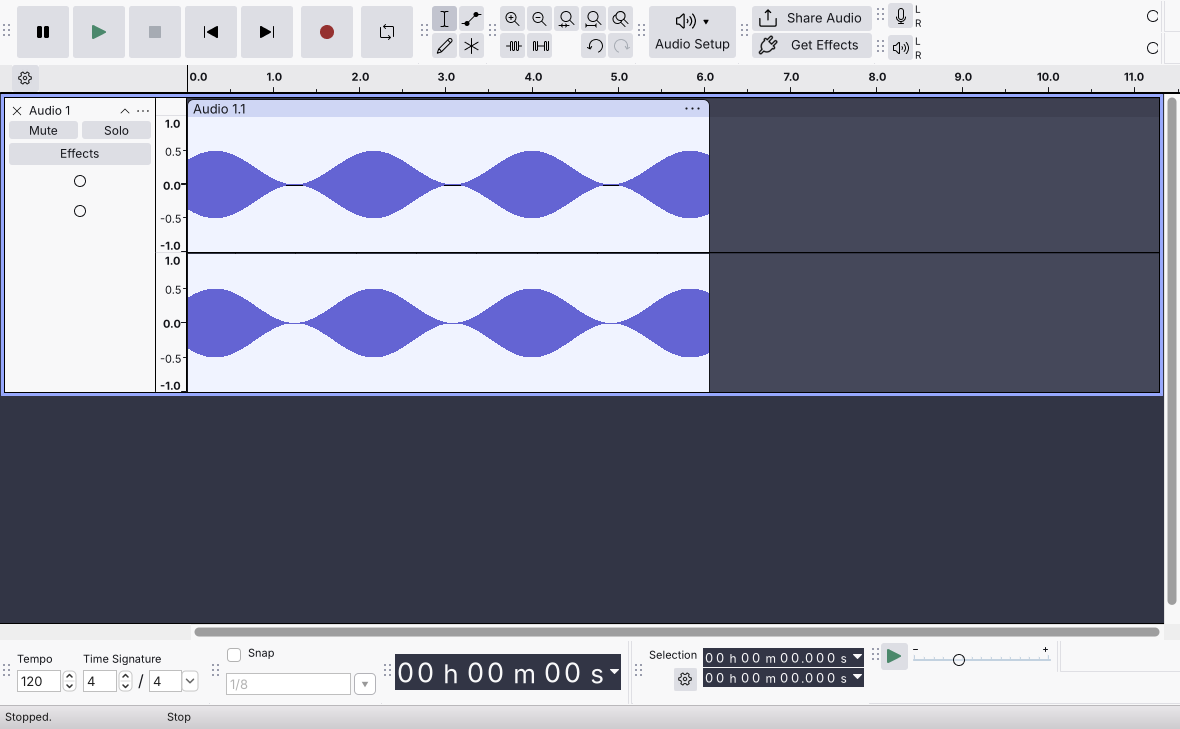 L
R
Share Audio
Audio Setup
Get Effects
L
R
0.0 1.0 2.0 3.0 4.0 5.0 6.0 7.0 8.0 9.0 10.0 11.0
Audio 1
Audio 1.1
Mute Solo
Effects
1.0
0.5
0.0
-0.5
-1.0
1.0
0.5
0.0
-0.5
-1.0
Tempo
Time Signature
Snap
120
4 / 4
1/8
00 h 00 m 00 s
Selection
00 h 00 m 00.000 s
00 h 00 m 00.000 s
- +
Stopped. Stop